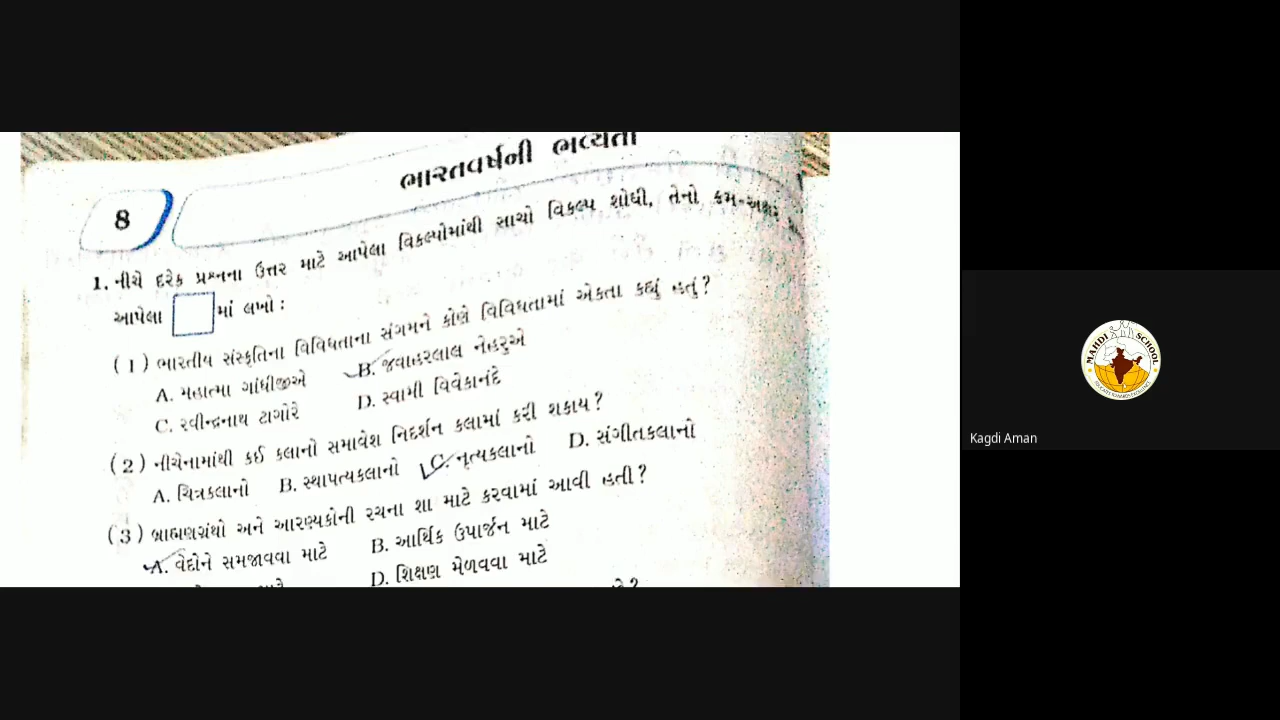 ભારતવર્ષની ભવ્યતા
8
1. નીચે દરેક પ્રશ્નના ઉત્તર માટે આપેલા વિકલ્પોમાંથી સાચો વિકલ્પ શોધી, તેનો ક્રમ-અક્ષર
આપેલા માં લખો :
( 1 ) ભારતીય સંસ્કૃતિના વિવિધતાના સંગમને કોણે વિવિધતામાં એકતા કહ્યું હતું ?
A. મહાત્મા ગાંધીજીએ B. જવાહરલાલ નેહરુએ
C. રવીન્દ્રનાથ ટાગોરે D. સ્વામી વિવેકાનંદે
( 2 ) નીચેનામાંથી કઈ કલાનો સમાવેશ નિદર્શન કલામાં કરી શકાય ?
A. ચિત્રકલાનો B. સ્થાપત્યકલાનો C. નૃત્યકલાનો D. સંગીતકલાનો
( 3 ) બ્રાહ્મણગ્રંથો અને આરણ્યકોની રચના શા માટે કરવામાં આવી હતી ?
A. વેદોને સમજાવવા માટે B. આર્થિક ઉપાર્જન માટે
D. શિક્ષણ મેળવવા માટે
MAHDI SCHOOL
Kagdi Aman